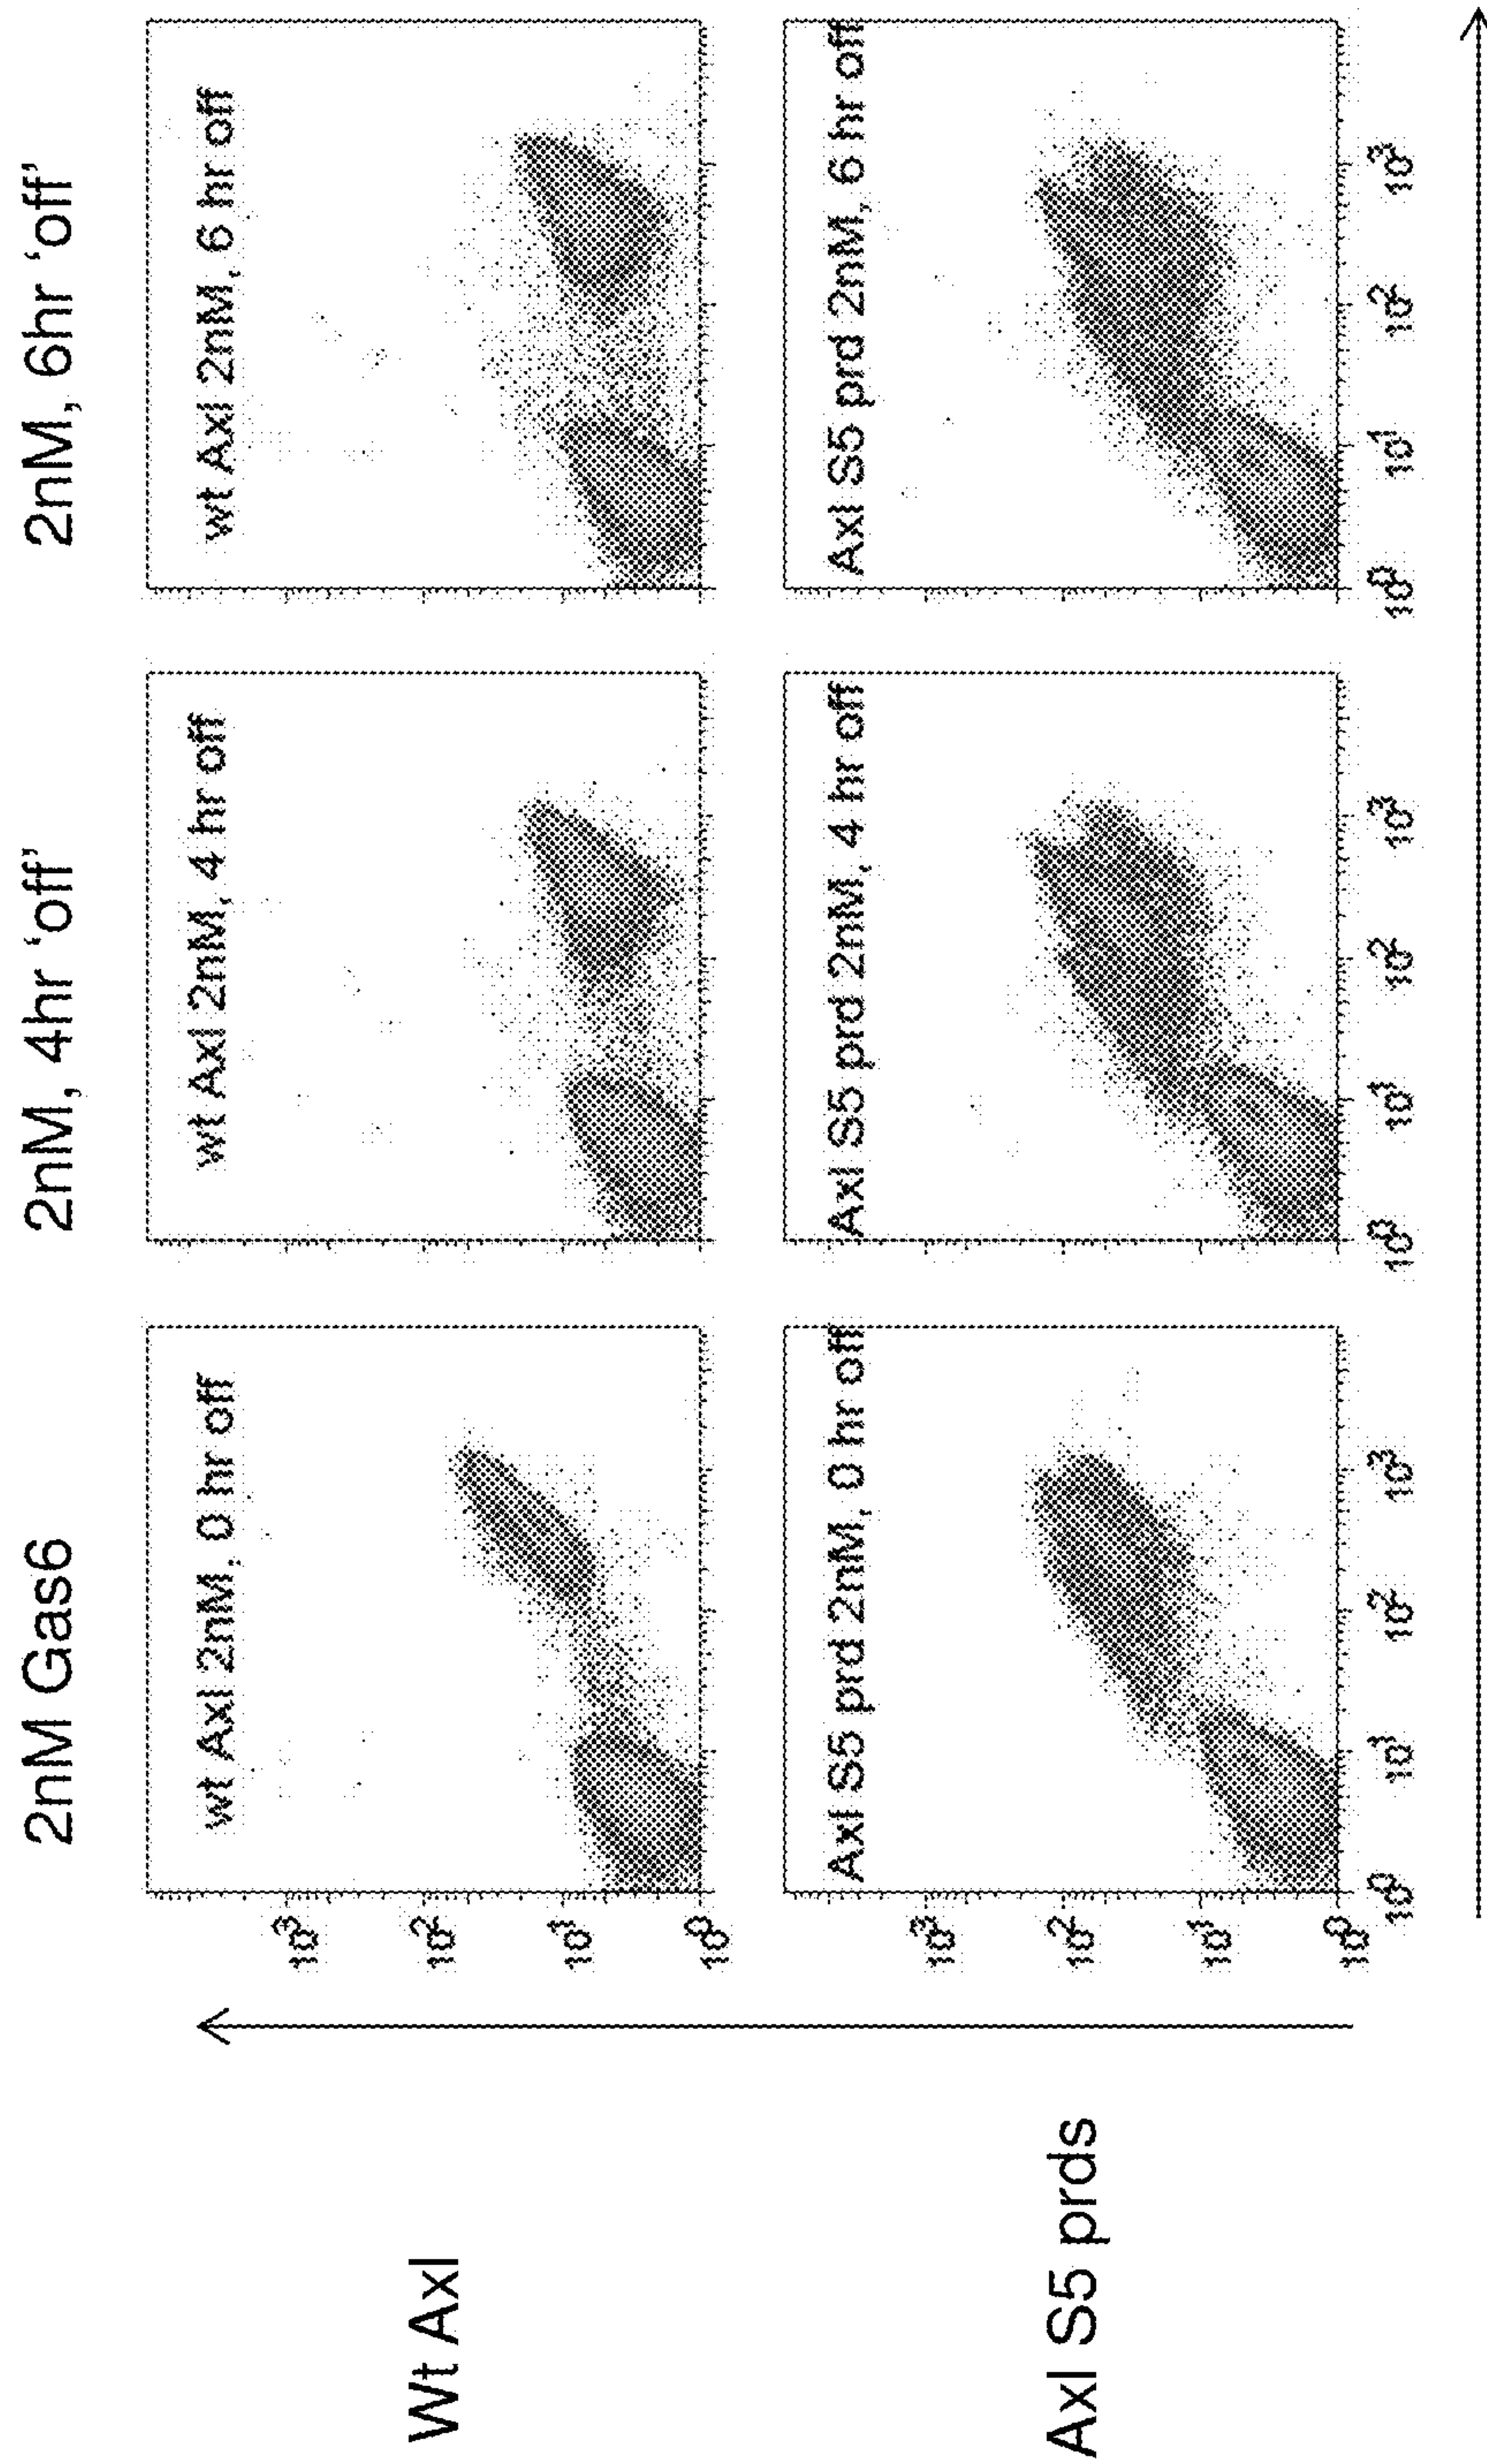 2nM Gas6
2nM, 4hr ‘off’
2nM, 6hr ‘off’
Wt Axl
10³
10²
10¹
10⁰
wt Axl 2nM, 0 hr off
wt Axl 2nM, 4 hr off
wt Axl 2nM, 6 hr off
Axl S5 prds
10³
10²
10¹
10⁰
Axl S5 prd 2nM, 0 hr off
Axl S5 prd 2nM, 4 hr off
Axl S5 prd 2nM, 6 hr off
10⁰ 10¹ 10² 10³
10⁰ 10¹ 10² 10³
10⁰ 10¹ 10² 10³